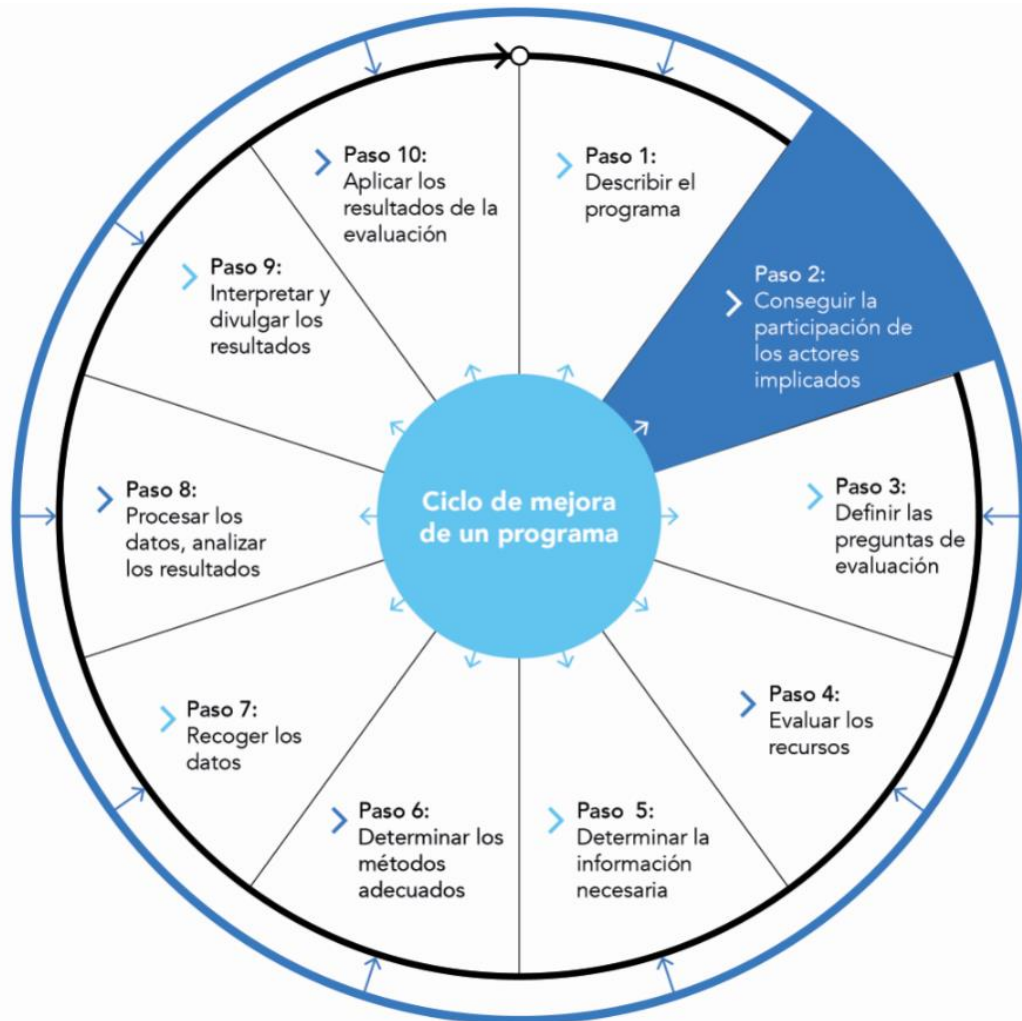 Paso 1:
Describir el
programa
Paso 2:
Conseguir la
participación de
los actores
implicados
Paso 3:
Definir las
preguntas de
evaluación
Paso 4:
Evaluar los
recursos
Paso 5:
Determinar la
información
necesaria
Paso 6:
Determinar los
métodos
adecuados
Paso 7:
Recoger los
datos
Paso 8:
Procesar los
datos, analizar
los resultados
Paso 9:
Interpretar y
divulgar los
resultados
Paso 10:
Aplicar los
resultados de la
evaluación
Ciclo de mejora
de un programa